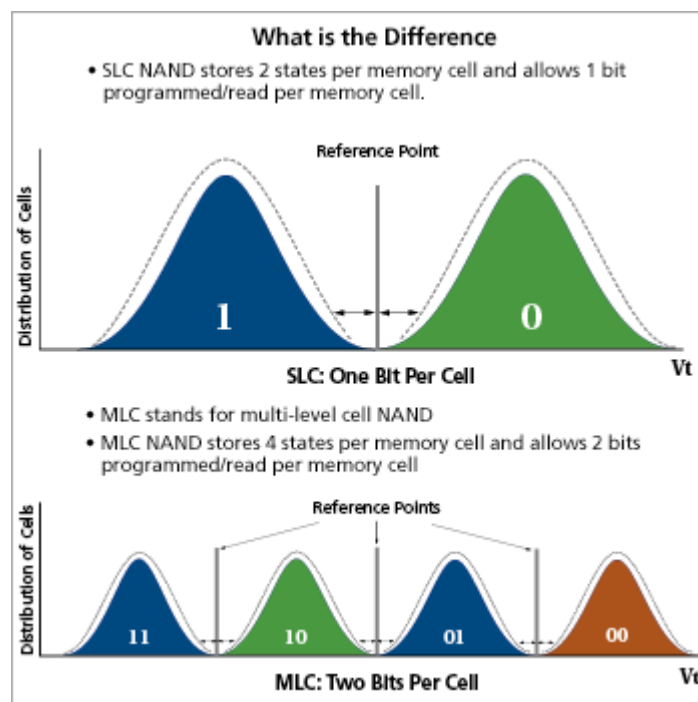 What is the Difference
• SLC NAND stores 2 states per memory cell and allows 1 bit
programmed/read per memory cell.
Reference Point
Distribution of Cells
1
0
Vt
SLC: One Bit Per Cell
• MLC stands for multi-level cell NAND
• MLC NAND stores 4 states per memory cell and allows 2 bits
programmed/read per memory cell
Reference Points
Distribution of Cells
11
10
01
00
Vt
MLC: Two Bits Per Cell